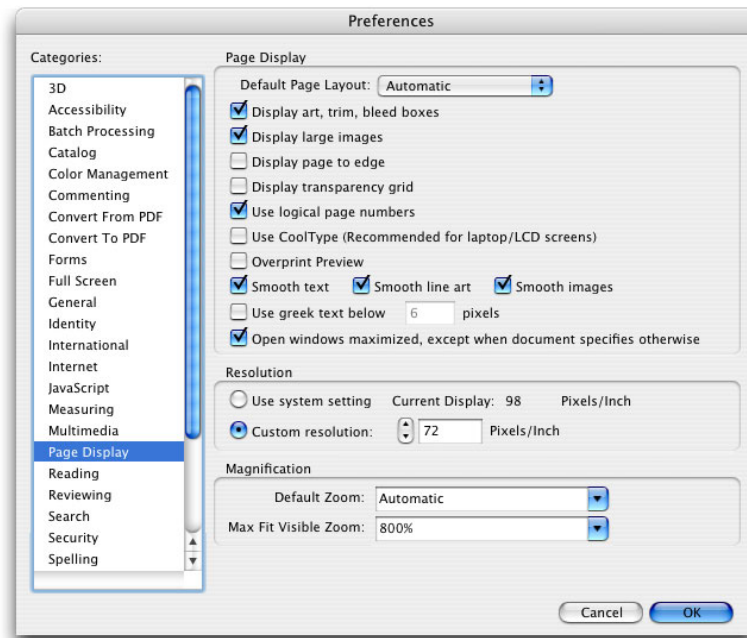 Preferences
Categories:
3D
Accessibility
Batch Processing
Catalog
Color Management
Commenting
Convert From PDF
Convert To PDF
Forms
Full Screen
General
Identity
International
Internet
JavaScript
Measuring
Multimedia
Page Display
Reading
Reviewing
Search
Security
Spelling
Page Display
Default Page Layout: Automatic
Display art, trim, bleed boxes
Display large images
Display page to edge
Display transparency grid
Use logical page numbers
Use CoolType (Recommended for laptop/LCD screens)
Overprint Preview
Smooth text Smooth line art Smooth images
Use greek text below 6 pixels
Open windows maximized, except when document specifies otherwise
Resolution
Use system setting Current Display: 98 Pixels/Inch
Custom resolution: 72 Pixels/Inch
Magnification
Default Zoom: Automatic
Max Fit Visible Zoom: 800%
Cancel OK